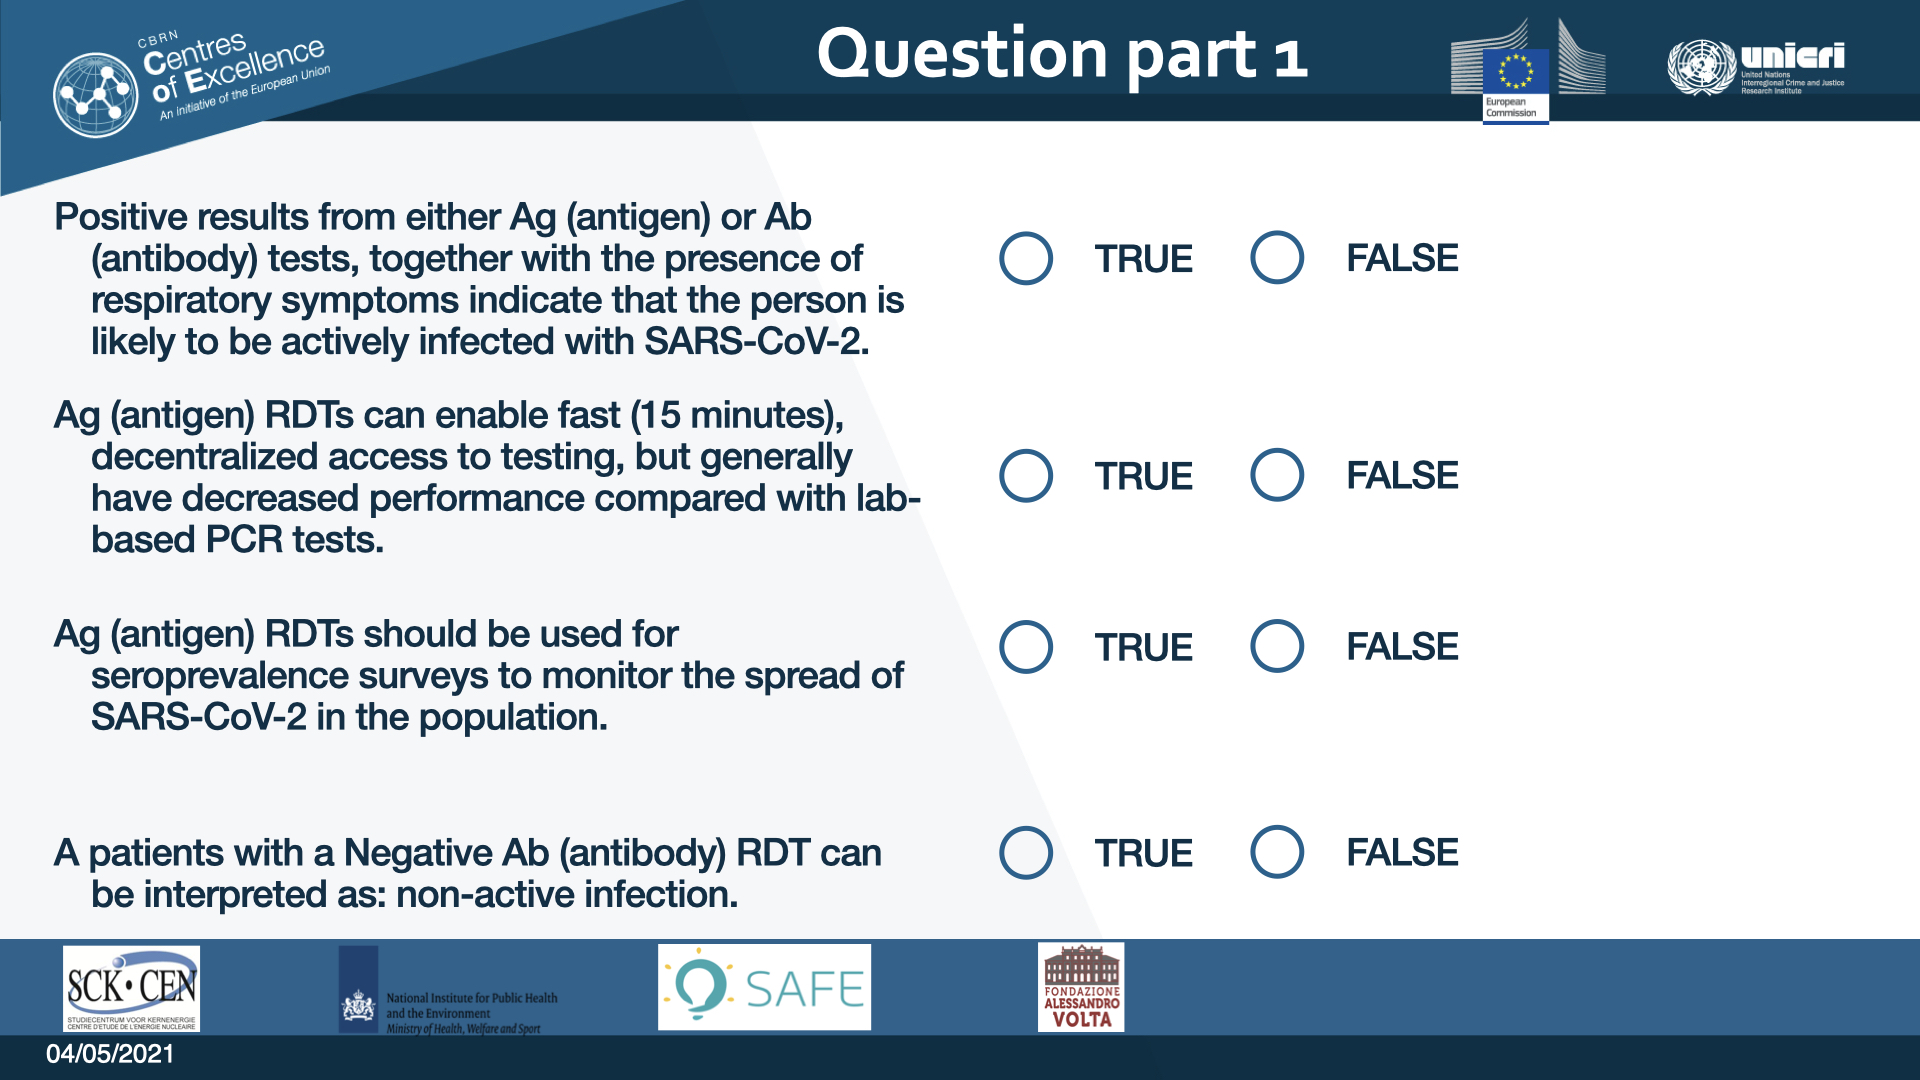 CBRN
Centres
of Excellence
An initiative of the European Union
Question part 1
European
Commission
unicri
United Nations
Interregional Crime and Justice
Research Institute
Positive results from either Ag (antigen) or Ab
(antibody) tests, together with the presence of
respiratory symptoms indicate that the person is
likely to be actively infected with SARS-CoV-2.
TRUE FALSE
Ag (antigen) RDTs can enable fast (15 minutes),
decentralized access to testing, but generally
have decreased performance compared with lab-
based PCR tests.
TRUE FALSE
Ag (antigen) RDTs should be used for
seroprevalence surveys to monitor the spread of
SARS-CoV-2 in the population.
TRUE FALSE
A patients with a Negative Ab (antibody) RDT can
be interpreted as: non-active infection.
TRUE FALSE
SCK•CEN
STUDIECENTRUM VOOR KERNENERGIE
CENTRE D'ETUDE DE L'ENERGIE NUCLEAIRE
National Institute for Public Health
and the Environment
Ministry of Health, Welfare and Sport
SAFE
FONDAZIONE
ALESSANDRO
VOLTA
04/05/2021